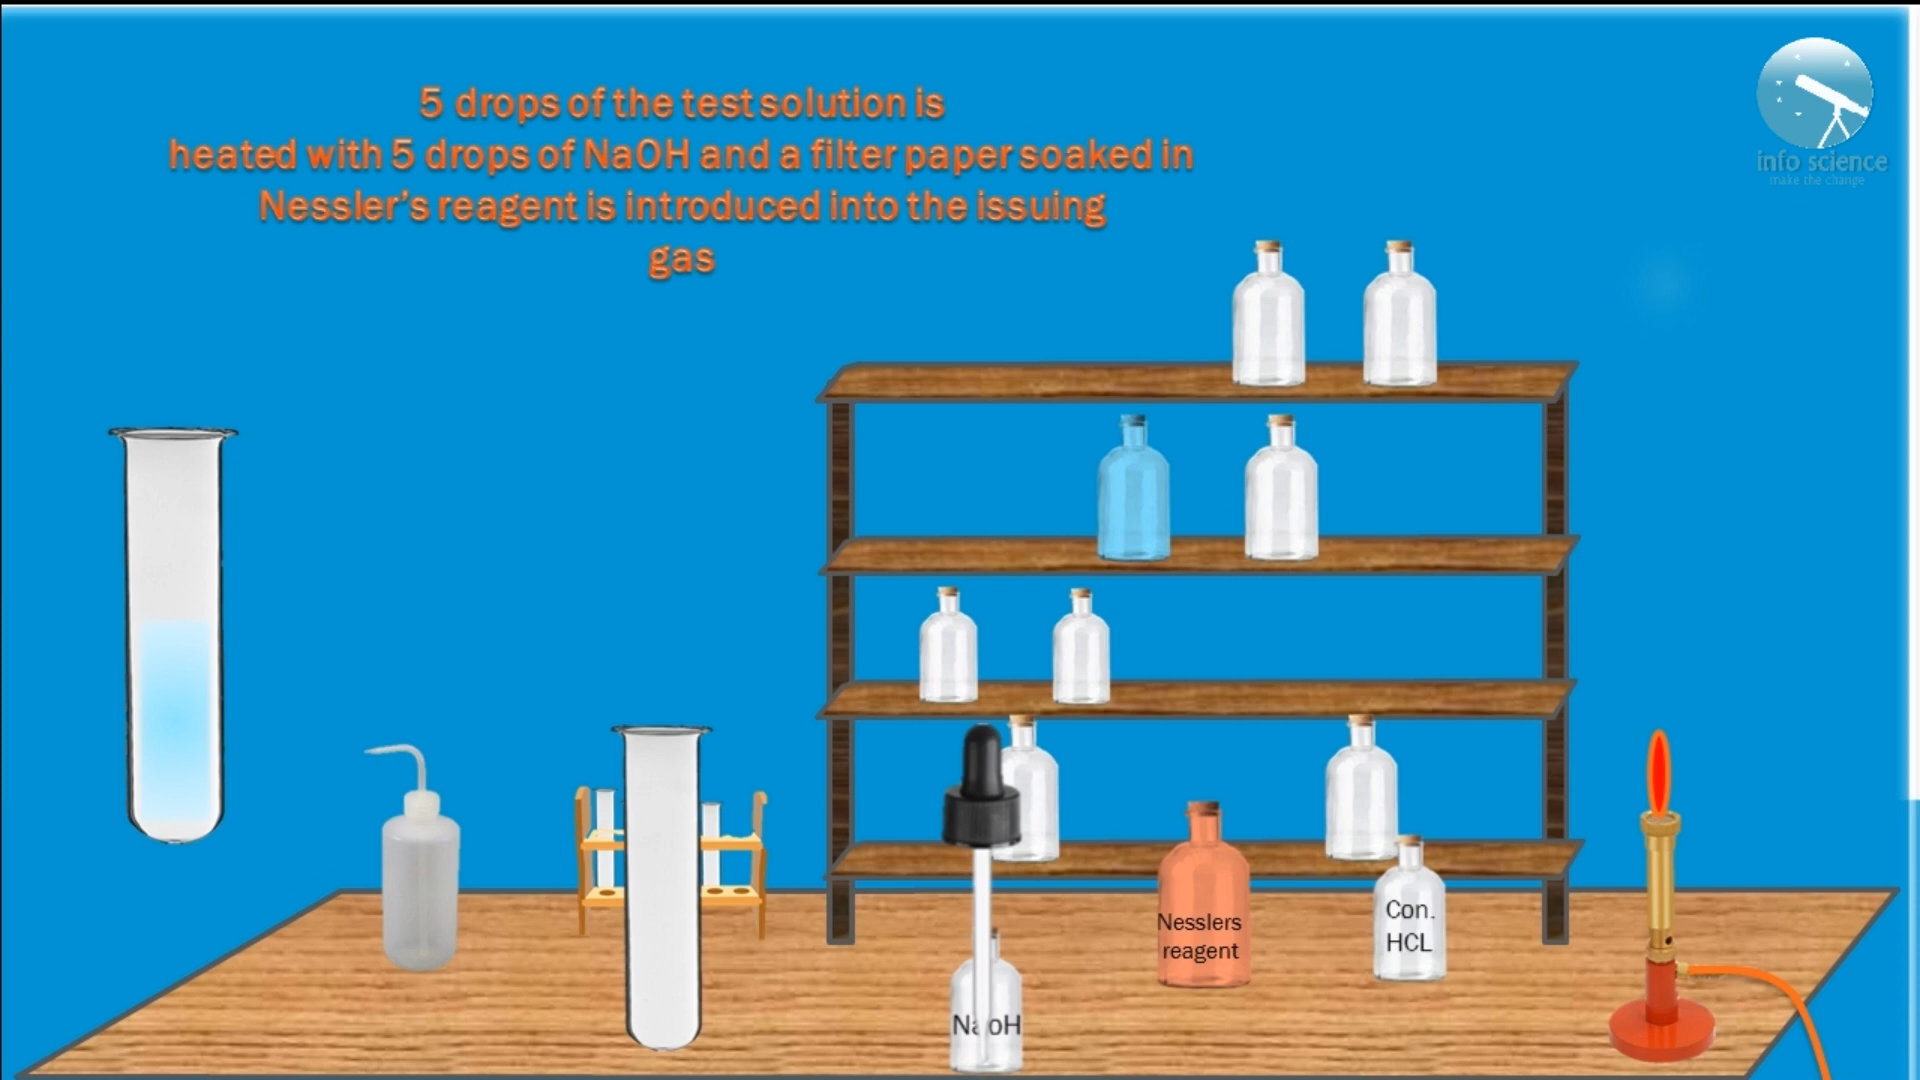 5 drops of the test solution is
heated with 5 drops of NaOH and a filter paper soaked in
Nessler's reagent is introduced into the issuing
gas
info science
make the change
Nesslers
reagent
Con.
HCL
NaoH